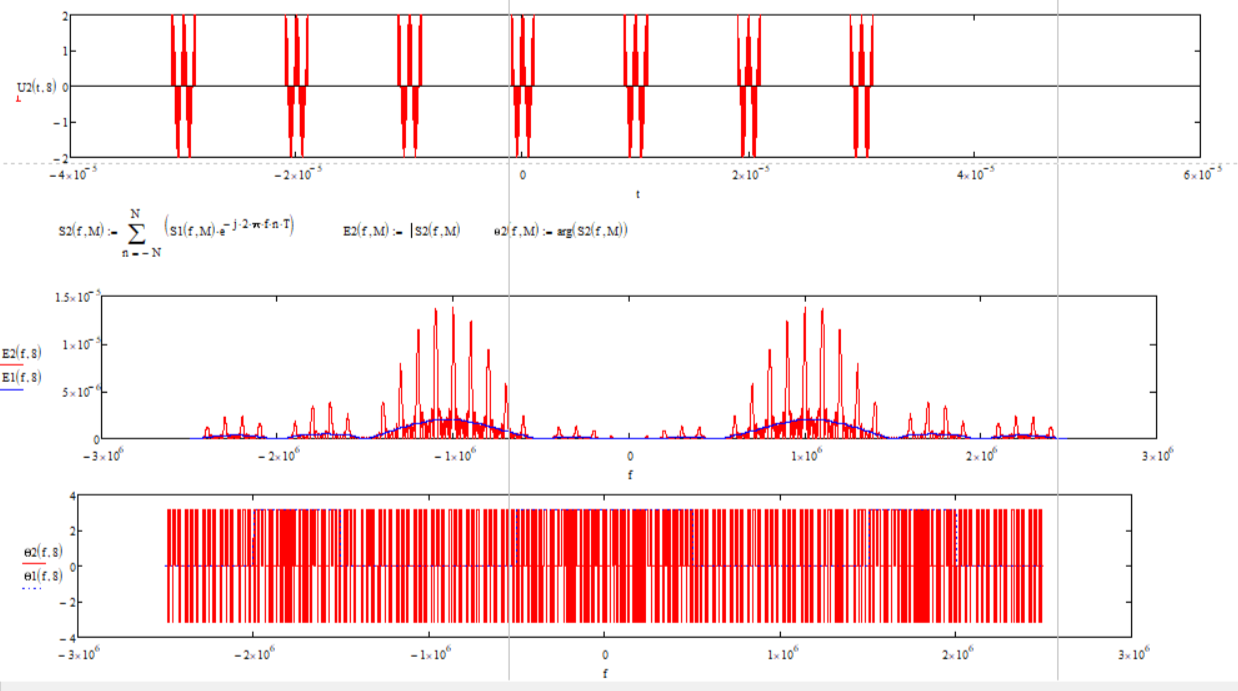 2
1
U2(t,8) 0
−1
−2
−4×10⁻⁵ −2×10⁻⁵ 0 2×10⁻⁵ 4×10⁻⁵ 6×10⁻⁵
t
N
S2(f,M) := ∑ (S1(f,M)·e^(−j·2·π·f·n·T)) E2(f,M) := |S2(f,M) θ2(f,M) := arg(S2(f,M))
n = −N
1.5×10⁻⁵
1×10⁻⁵
E2(f,8)
E1(f,8)
5×10⁻⁶
0
−3×10⁶ −2×10⁶ −1×10⁶ 0 1×10⁶ 2×10⁶ 3×10⁶
f
4
2
θ2(f,8)
0
θ1(f,8)
−2
−4
−3×10⁶ −2×10⁶ −1×10⁶ 0 1×10⁶ 2×10⁶ 3×10⁶
f